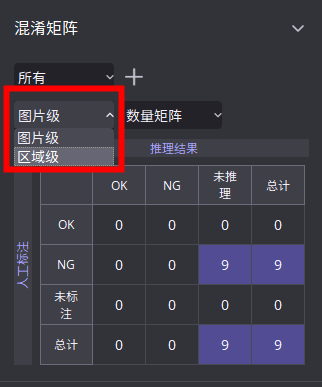 混淆矩阵
所有
图片级 数量矩阵
图片级
区域级
推理结果
OK NG 未推理 总计
人工标注
OK 0 0 0 0
NG 0 0 9 9
未标注 0 0 0 0
总计 0 0 9 9